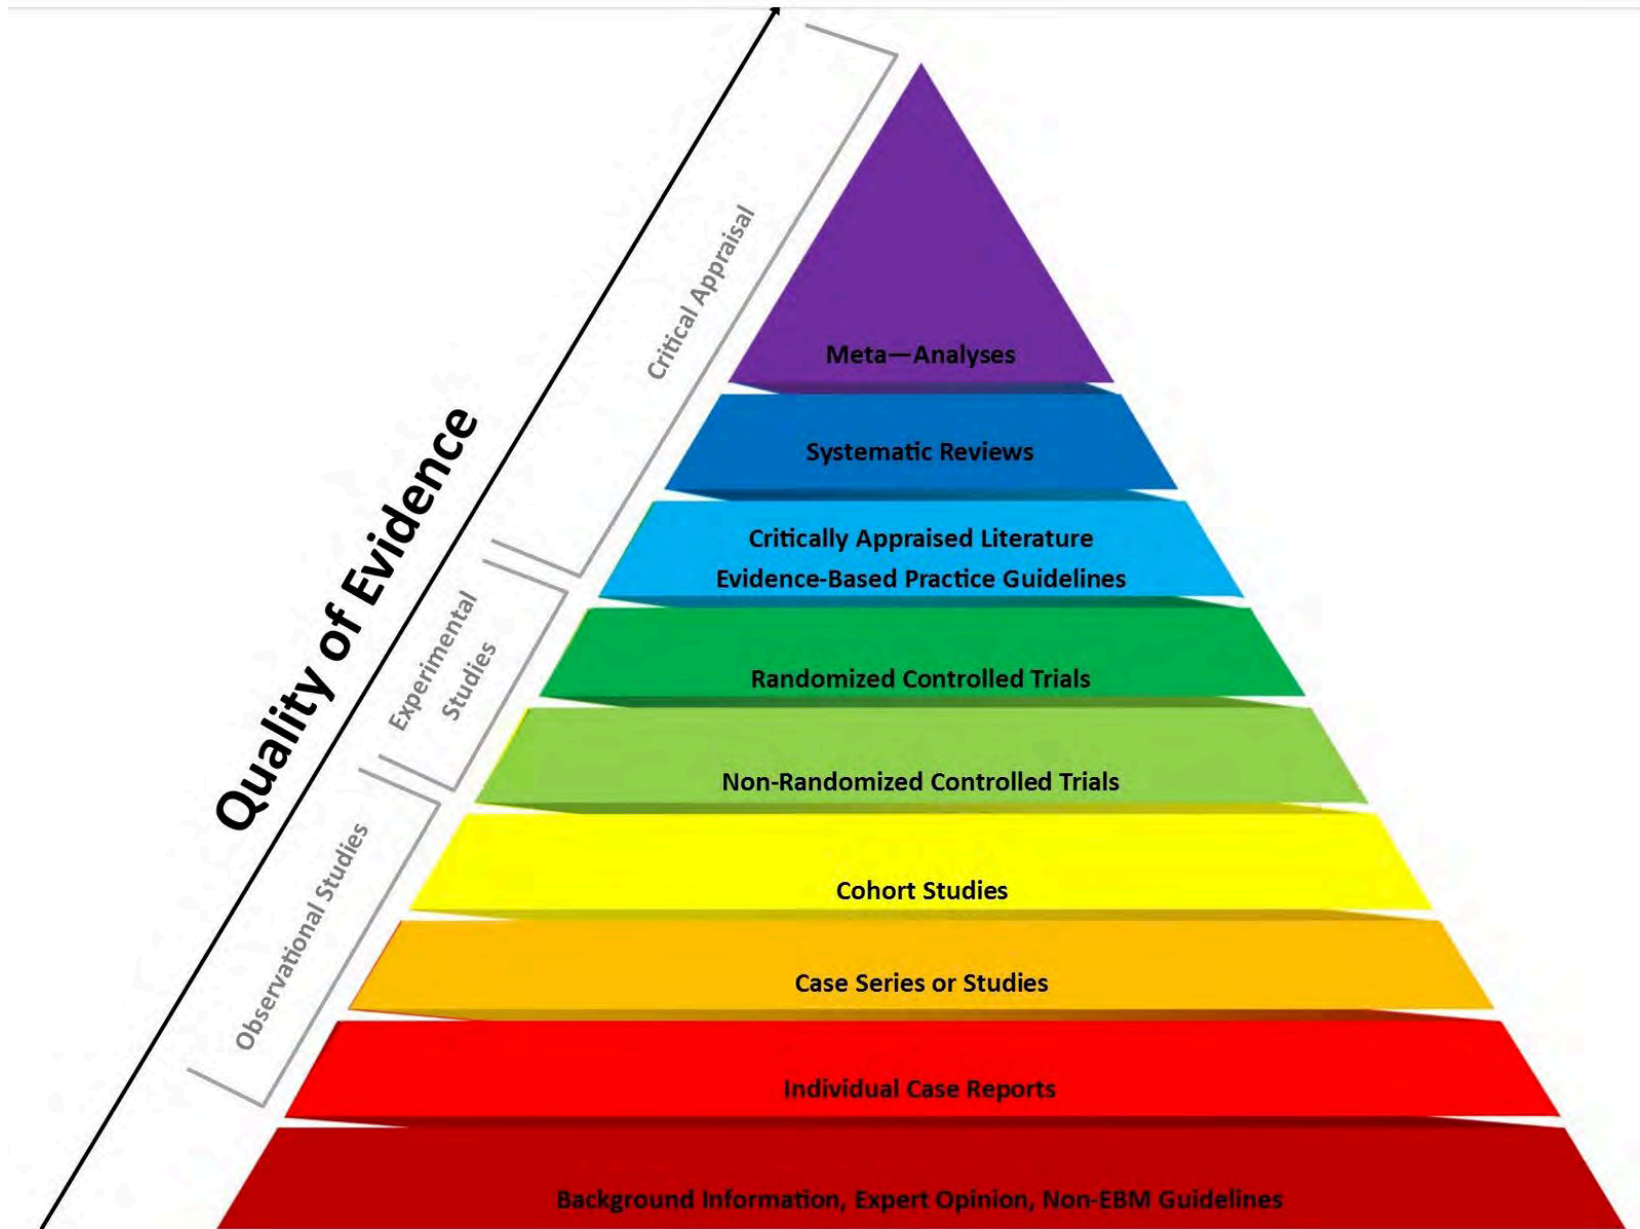 Quality of Evidence
Critical Appraisal
Experimental
Studies
Observational Studies
Meta—Analyses
Systematic Reviews
Critically Appraised Literature
Evidence-Based Practice Guidelines
Randomized Controlled Trials
Non-Randomized Controlled Trials
Cohort Studies
Case Series or Studies
Individual Case Reports
Background Information, Expert Opinion, Non-EBM Guidelines